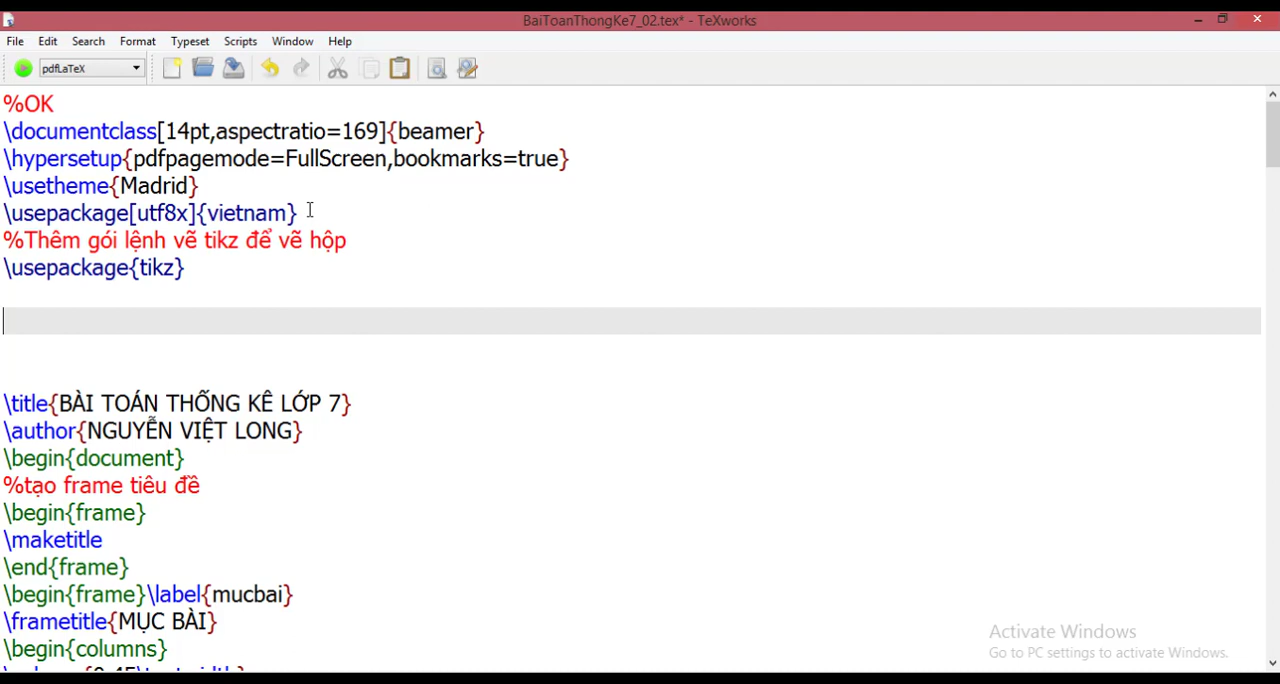 BaiToanThongKe7_02.tex* - TeXworks
File Edit Search Format Typeset Scripts Window Help
pdfLaTeX
%OK
\documentclass[14pt,aspectratio=169]{beamer}
\hypersetup{pdfpagemode=FullScreen,bookmarks=true}
\usetheme{Madrid}
\usepackage[utf8x]{vietnam}
%Thêm gói lệnh vẽ tikz để vẽ hộp
\usepackage{tikz}
\title{BÀI TOÁN THỐNG KÊ LỚP 7}
\author{NGUYỄN VIỆT LONG}
\begin{document}
%tạo frame tiêu đề
\begin{frame}
\maketitle
\end{frame}
\begin{frame}\label{mucbai}
\frametitle{MỤC BÀI}
\begin{columns}
Activate Windows
Go to PC settings to activate Windows.